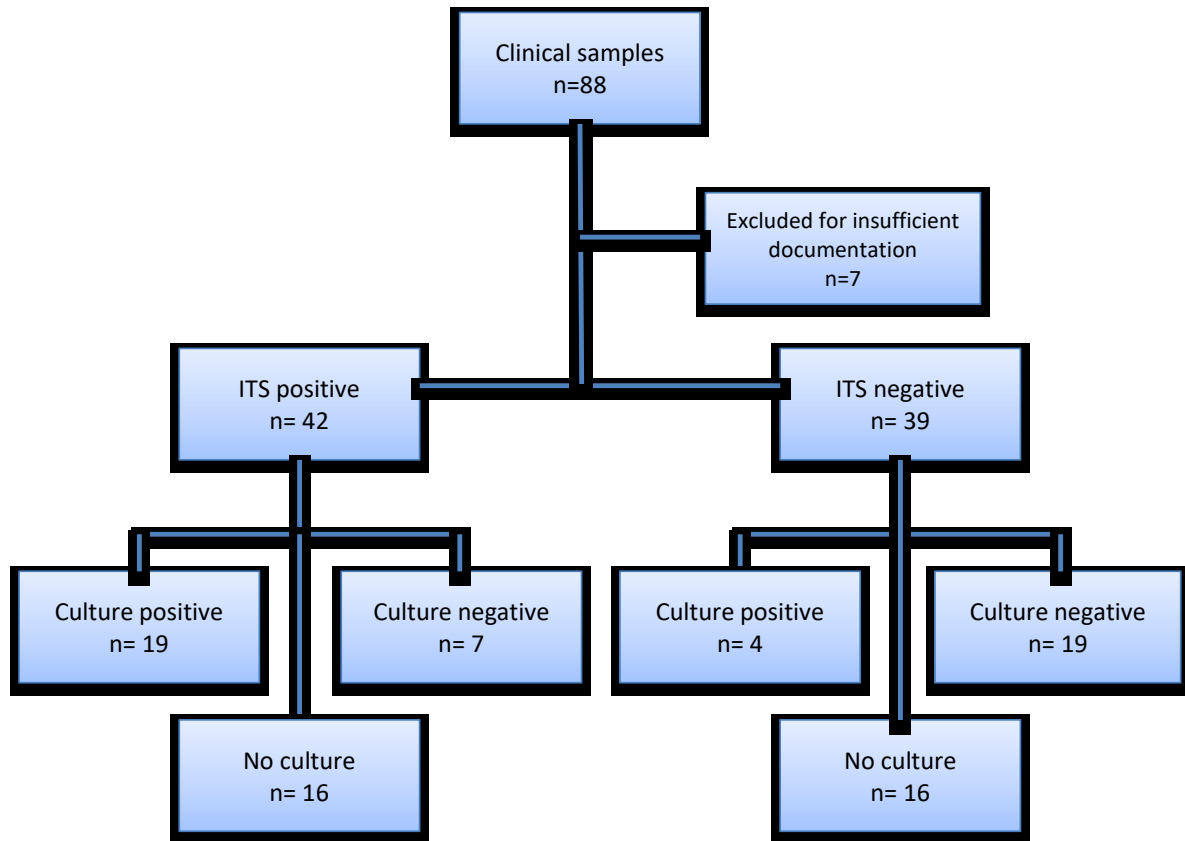 Clinical samples
n=88
Excluded for insufficient
documentation
n=7
ITS positive
n= 42
ITS negative
n= 39
Culture positive
n= 19
Culture negative
n= 7
Culture positive
n= 4
Culture negative
n= 19
No culture
n= 16
No culture
n= 16